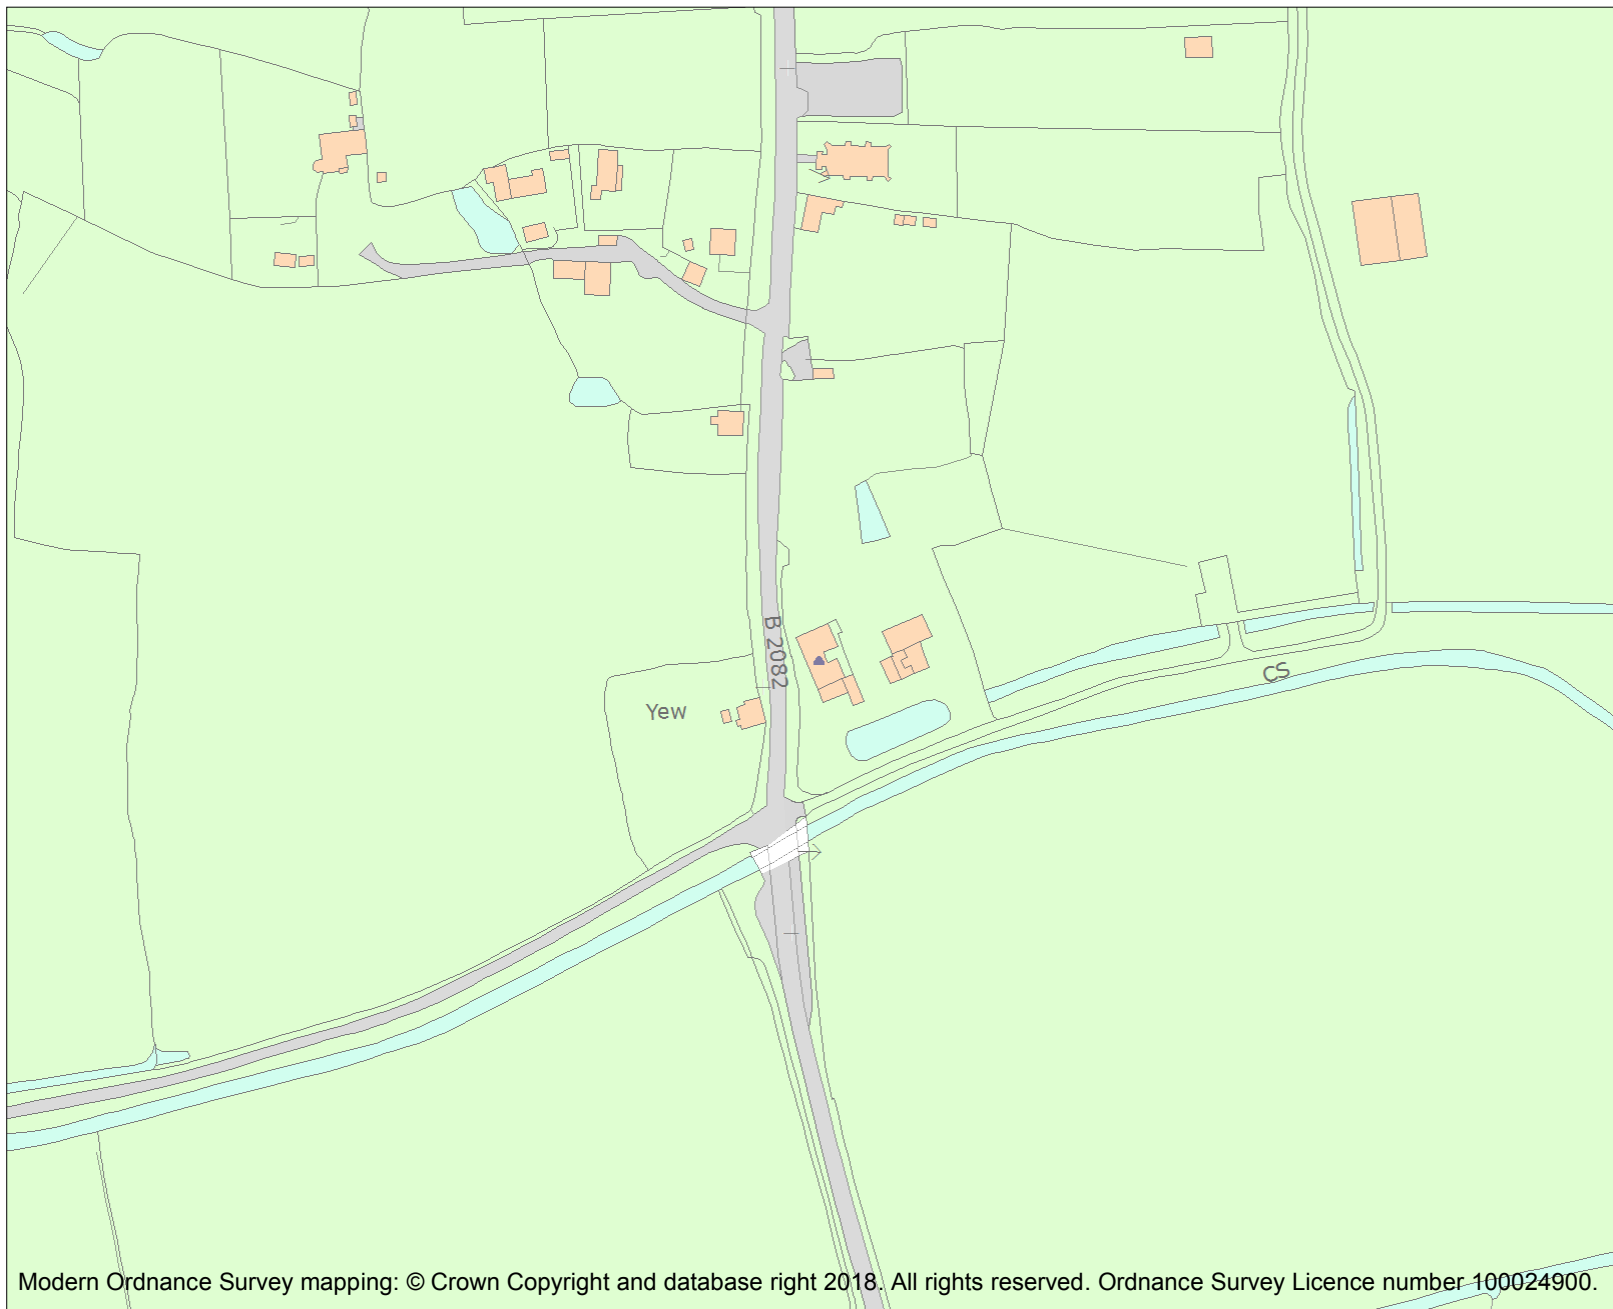 B 2082
CS
Yew
Modern Ordnance Survey mapping: © Crown Copyright and database right 2018. All rights reserved. Ordnance Survey Licence number 100024900.